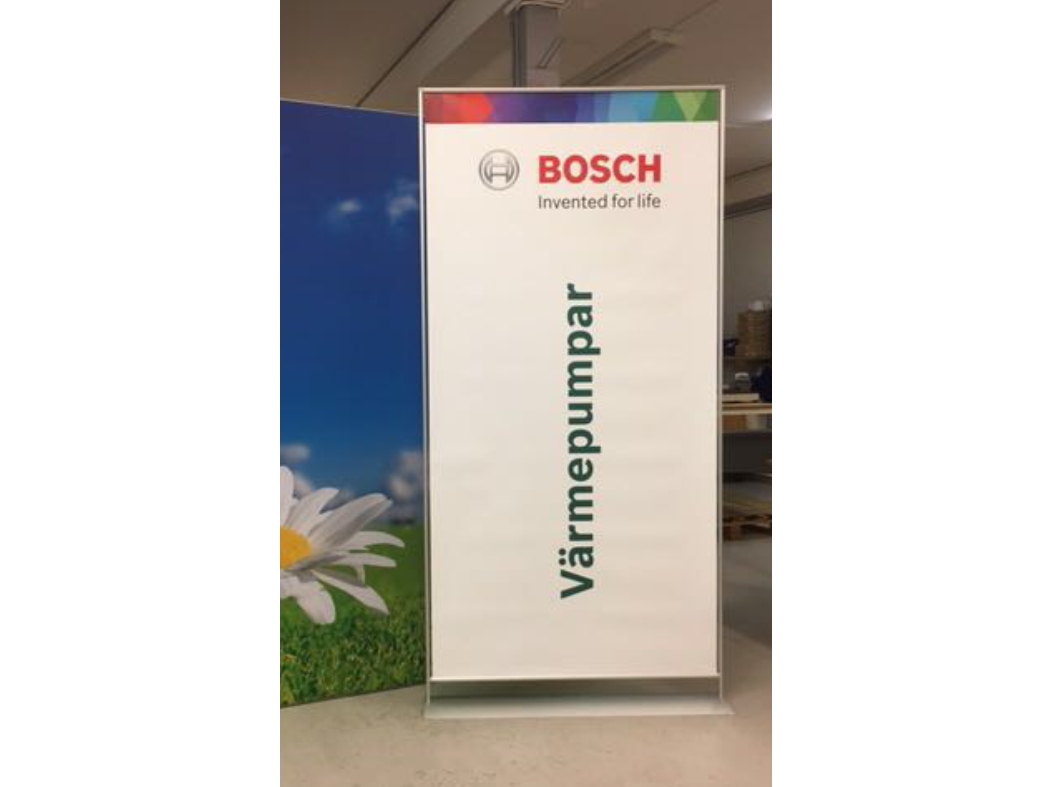 BOSCH
Invented for life
Värmepumpar